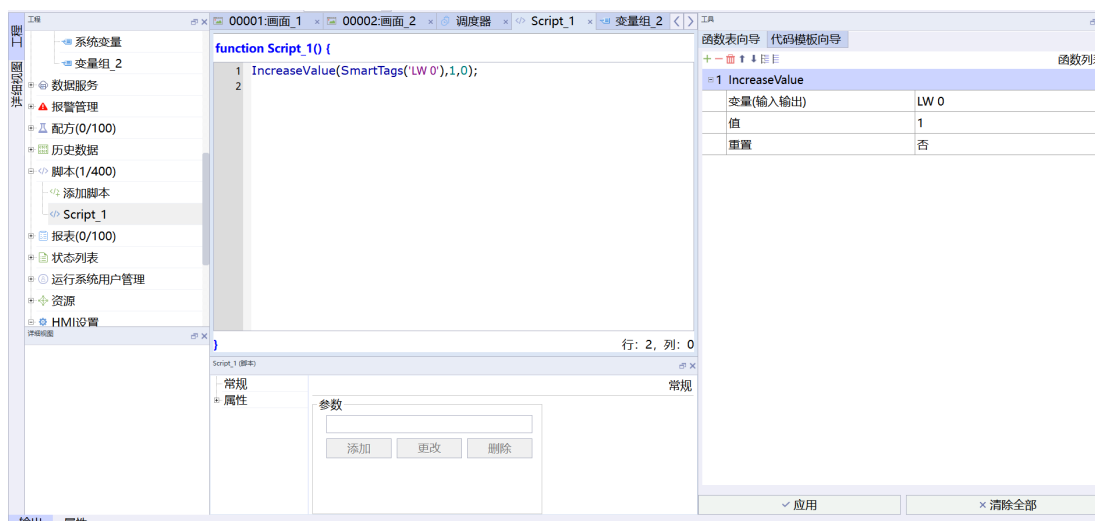 工程
详细视图
工程
系统变量
变量组_2
数据服务
报警管理
配方(0/100)
历史数据
脚本(1/400)
添加脚本
Script_1
报表(0/100)
状态列表
运行系统用户管理
资源
HMI设置
详细视图
00001:画面_1
00002:画面_2
调度器
Script_1
变量组_2
function Script_1() {
1 IncreaseValue(SmartTags('LW 0'),1,0);
2
}
行: 2, 列: 0
Script_1 (脚本)
常规
属性
常规
参数
添加 更改 删除
工具
函数表向导 代码模板向导
函数列
1 IncreaseValue
变量(输入输出) LW 0
值 1
重置 否
应用 清除全部